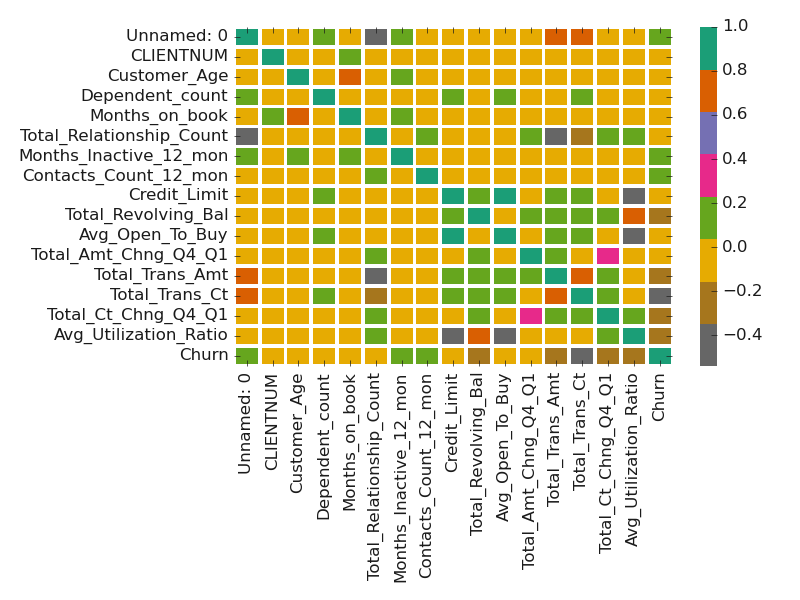 Unnamed: 0
CLIENTNUM
Customer_Age
Dependent_count
Months_on_book
Total_Relationship_Count
Months_Inactive_12_mon
Contacts_Count_12_mon
Credit_Limit
Total_Revolving_Bal
Avg_Open_To_Buy
Total_Amt_Chng_Q4_Q1
Total_Trans_Amt
Total_Trans_Ct
Total_Ct_Chng_Q4_Q1
Avg_Utilization_Ratio
Churn
Unnamed: 0
CLIENTNUM
Customer_Age
Dependent_count
Months_on_book
Total_Relationship_Count
Months_Inactive_12_mon
Contacts_Count_12_mon
Credit_Limit
Total_Revolving_Bal
Avg_Open_To_Buy
Total_Amt_Chng_Q4_Q1
Total_Trans_Amt
Total_Trans_Ct
Total_Ct_Chng_Q4_Q1
Avg_Utilization_Ratio
Churn
1.0
0.8
0.6
0.4
0.2
0.0
−0.2
−0.4